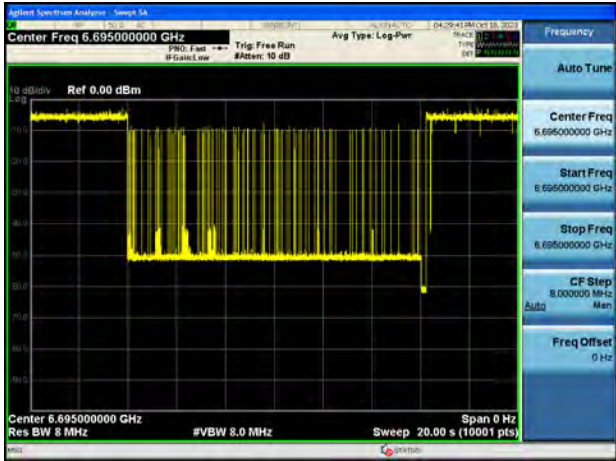 Agilent Spectrum Analyzer - Swept SA
04:29:41 PM Oct 18, 2023
Center Freq 6.695000000 GHz
PNO: Fast
IFGain:Low
Trig: Free Run
#Atten: 10 dB
Avg Type: Log-Pwr
TRACE
TYPE
DET
10 dB/div
Log
Ref 0.00 dBm
Center 6.695000000 GHz
Res BW 8 MHz
#VBW 8.0 MHz
Span 0 Hz
Sweep 20.00 s (10001 pts)
MSG
STATUS
Frequency
Auto Tune
Center Freq
6.695000000 GHz
Start Freq
6.695000000 GHz
Stop Freq
6.695000000 GHz
CF Step
8.000000 MHz
Auto Man
Freq Offset
0 Hz